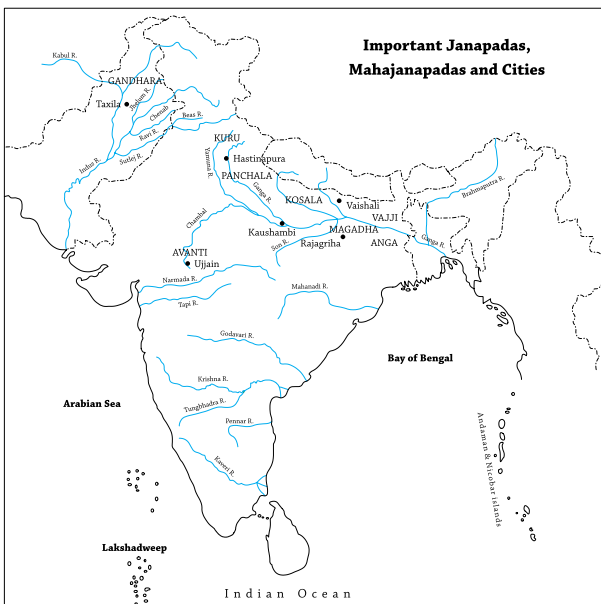 Important Janapadas,
Mahajanapadas and Cities
Kabul R.
GANDHARA
Taxila
Jhelum R.
Chenab
Ravi R.
Beas R.
Sutlej R.
Indus R.
KURU
Hastinapura
Yamuna R.
PANCHALA
Ganga R.
KOSALA
Vaishali
VAJJI
Brahmaputra R.
Chambal
Kaushambi
MAGADHA
Rajagriha
ANGA
Ganga R.
Son R.
AVANTI
Ujjain
Narmada R.
Tapi R.
Mahanadi R.
Godavari R.
Bay of Bengal
Krishna R.
Arabian Sea
Tungbhadra R.
Pennar R.
Kaveri R.
Andaman & Nicobar islands
Lakshadweep
Indian Ocean